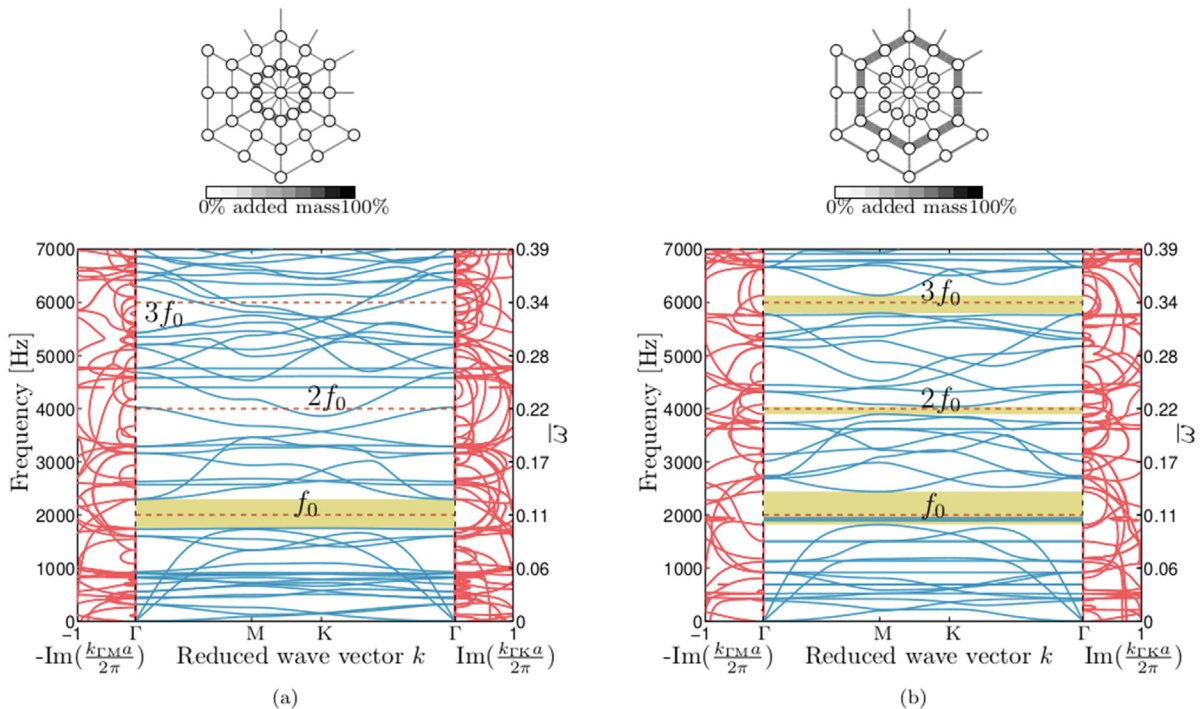 0% added mass100%
0% added mass100%
7000
6000
5000
4000
3000
2000
1000
0
Frequency [Hz]
3f₀
2f₀
f₀
0.39
0.34
0.28
0.22
0.17
0.11
0.06
0
ω̅
−1
Γ
M
K
Γ
1
-Im(k_ΓM a/2π)
Reduced wave vector k
Im(k_ΓK a/2π)
(a)
7000
6000
5000
4000
3000
2000
1000
0
Frequency [Hz]
3f₀
2f₀
f₀
0.39
0.34
0.28
0.22
0.17
0.11
0.06
0
ω̅
−1
Γ
M
K
Γ
1
-Im(k_ΓM a/2π)
Reduced wave vector k
Im(k_ΓK a/2π)
(b)